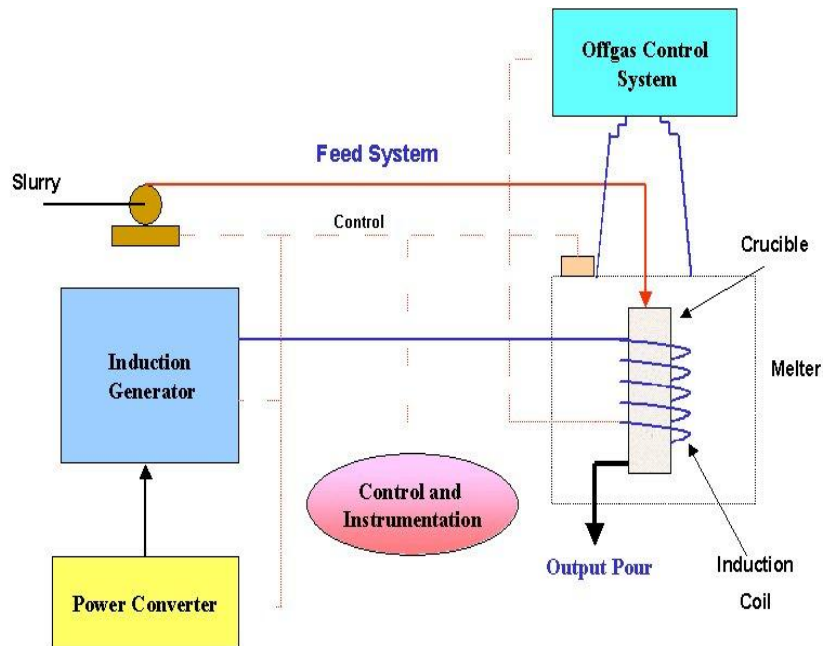 Offgas Control
System
Feed System
Slurry
Control
Crucible
Induction
Generator
Melter
Control and
Instrumentation
Output Pour
Induction
Coil
Power Converter